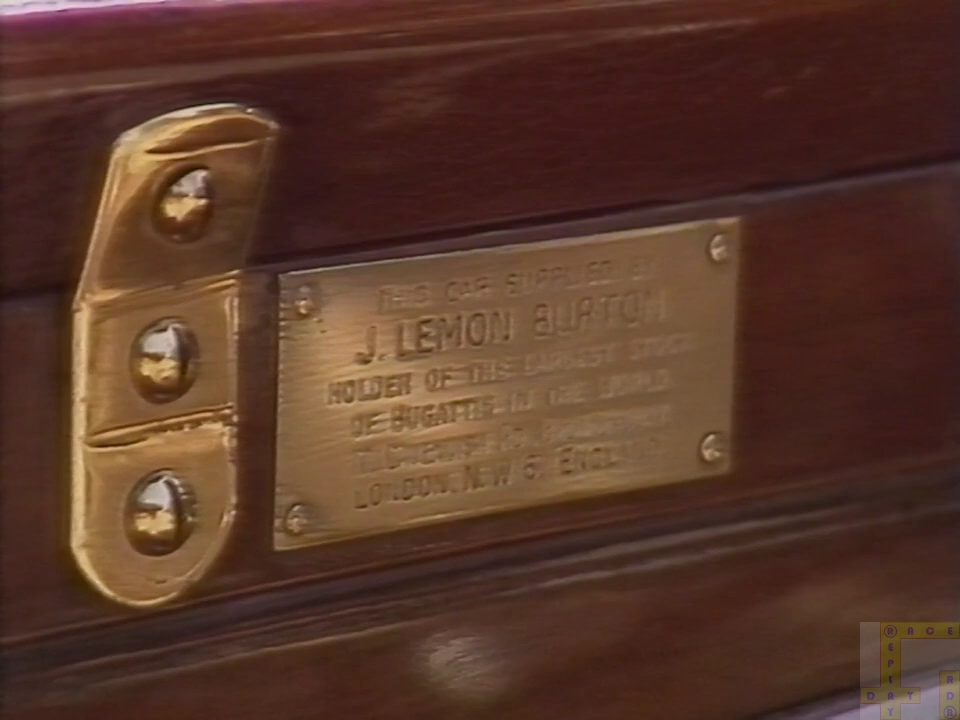 THIS CAR SUPPLIED BY
J. LEMON BURTON
HOLDER OF THE LARGEST STOCK
OF BUGATTIS IN THE WORLD
LONDON. N.W 6. ENGLAND